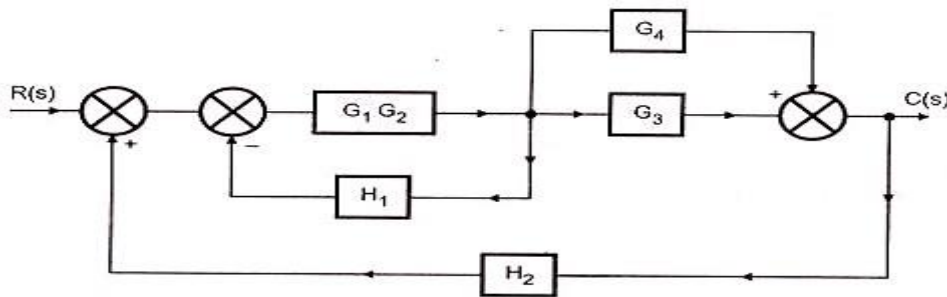 G₄
R(s)
G₁ G₂
G₃
+
C(s)
+
−
H₁
H₂